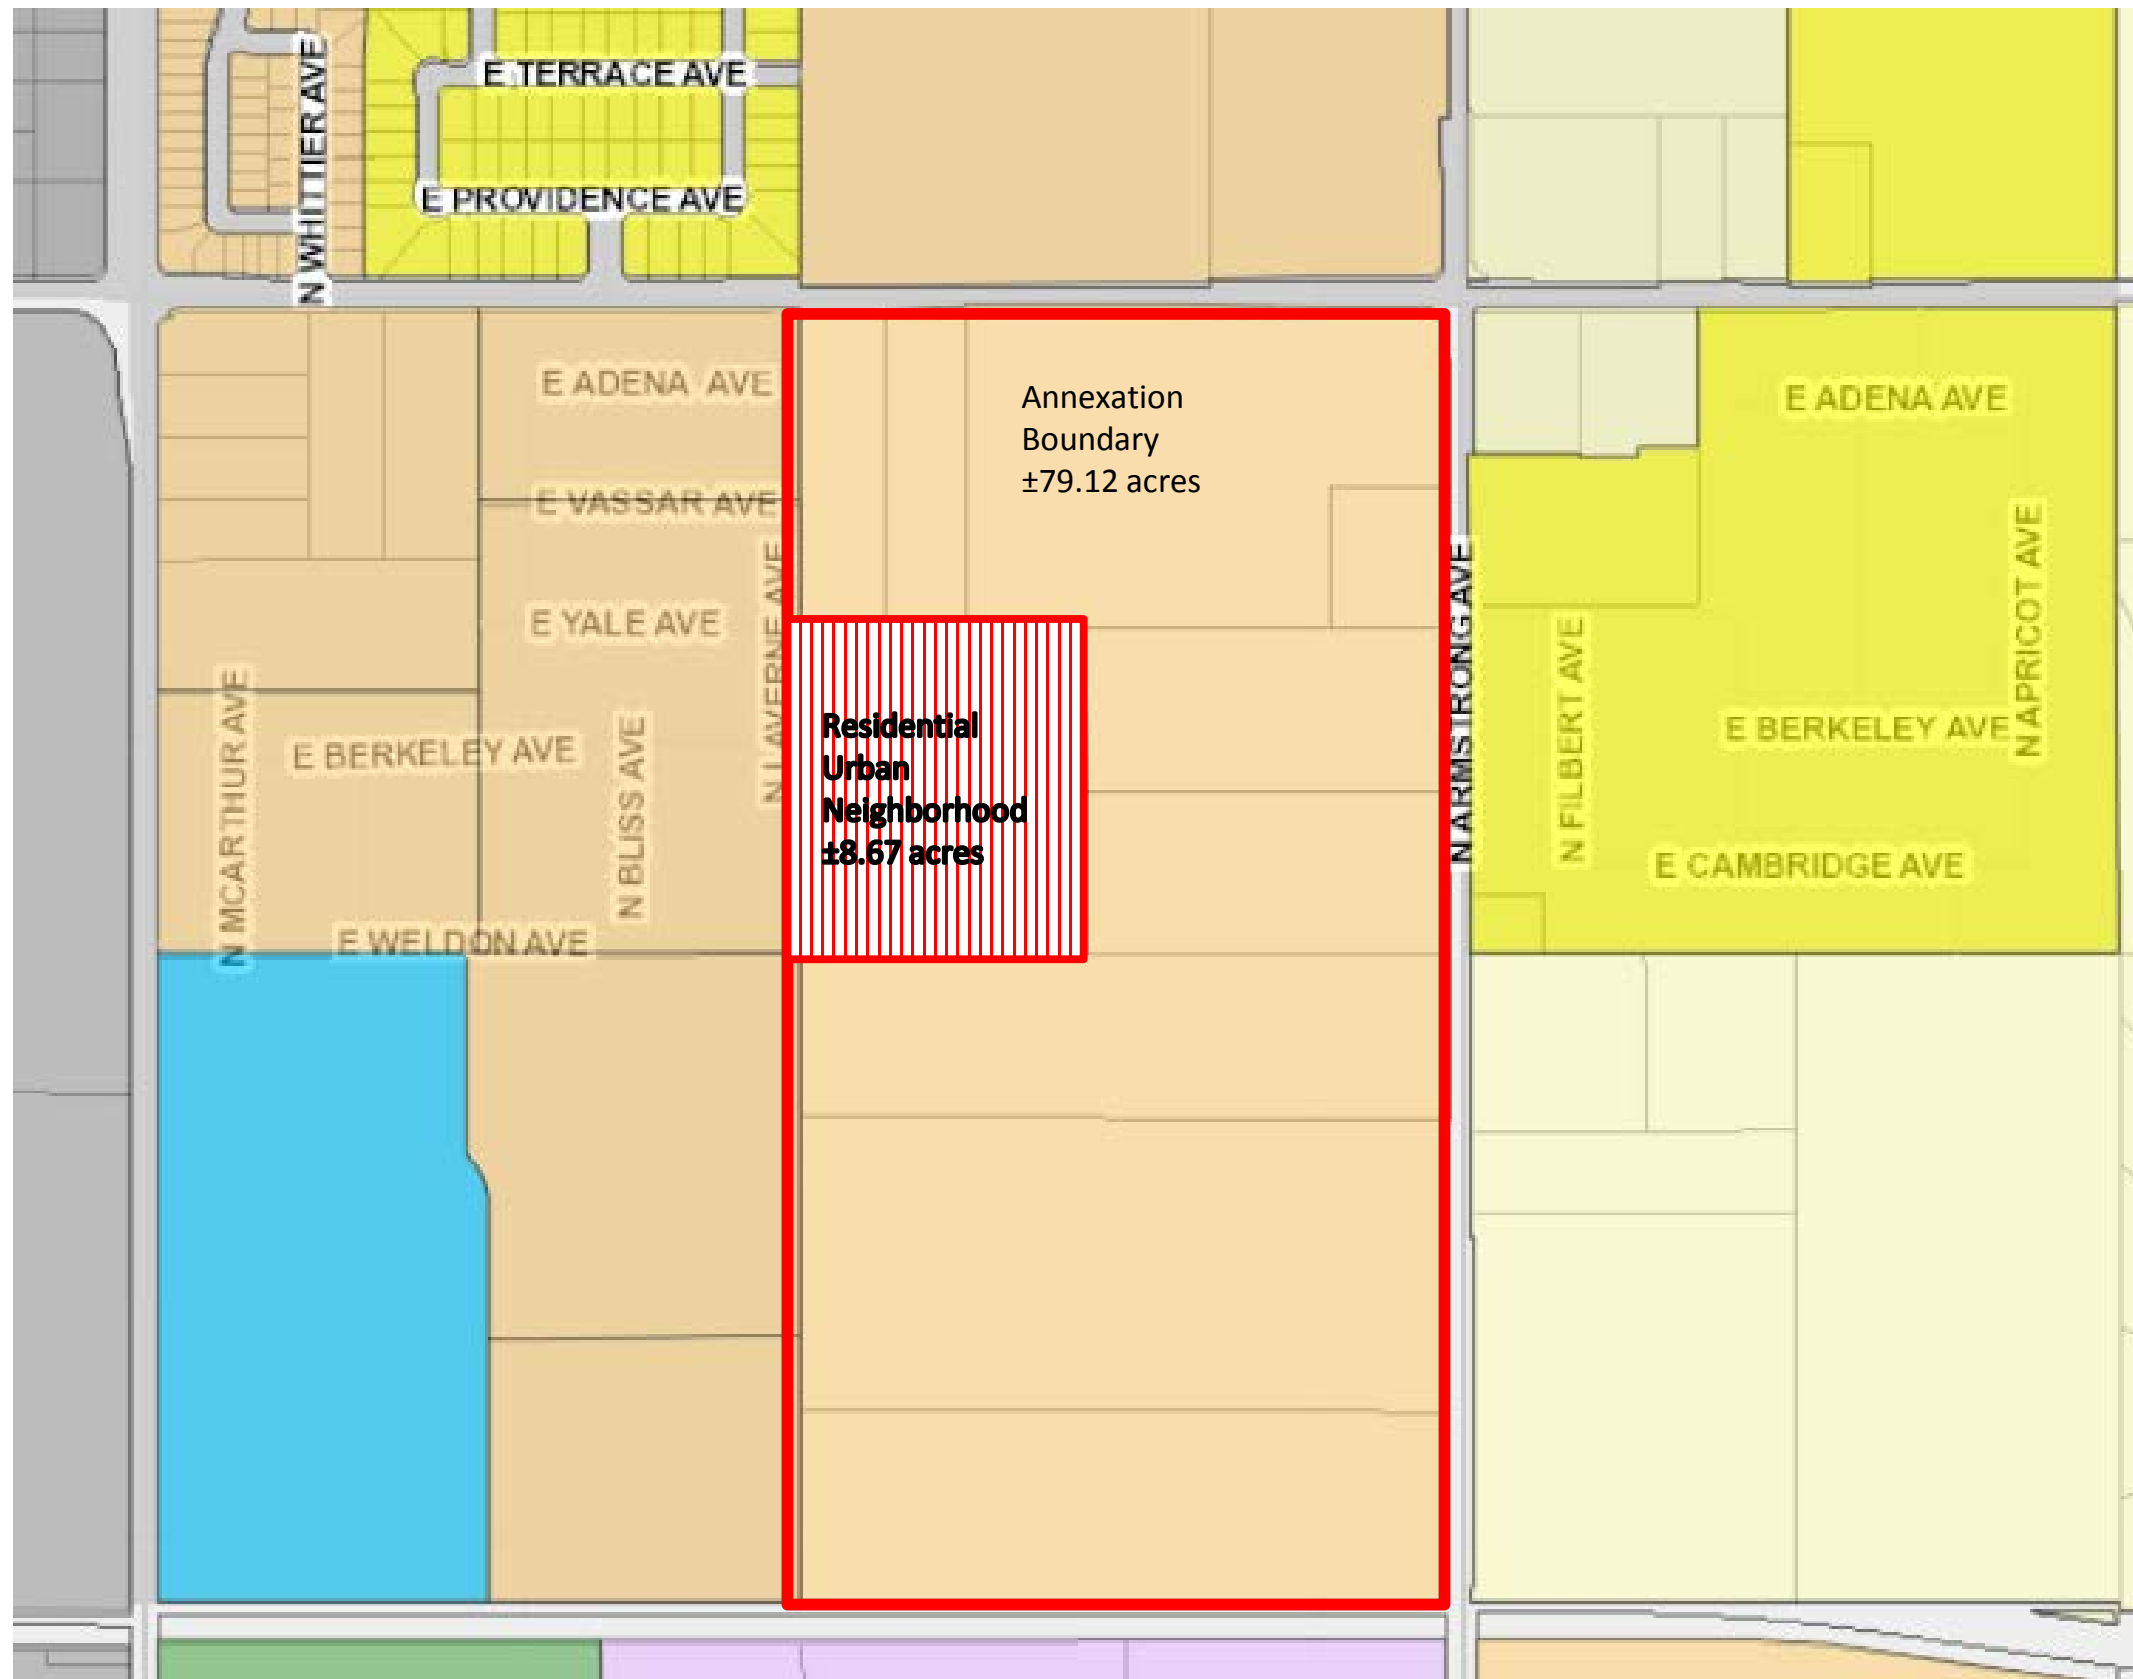 N WHITTIER AVE
E TERRACE AVE
E PROVIDENCE AVE
E ADENA AVE
Annexation
Boundary
±79.12 acres
E ADENA AVE
E VASSAR AVE
E YALE AVE
N LAVERNE AVE
N ARMSTRONG AVE
N FILBERT AVE
N APRICOT AVE
N MCARTHUR AVE
E BERKELEY AVE
N BLISS AVE
Residential
Urban
Neighborhood
±8.67 acres
E BERKELEY AVE
E CAMBRIDGE AVE
E WELDON AVE